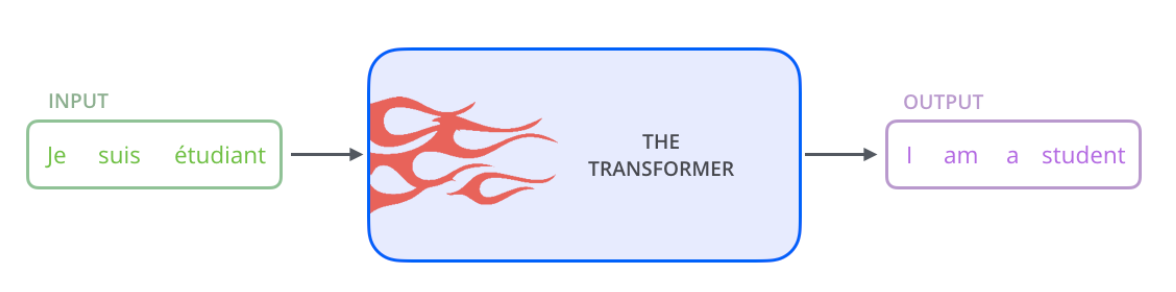 INPUT
Je suis étudiant
THE
TRANSFORMER
OUTPUT
I am a student